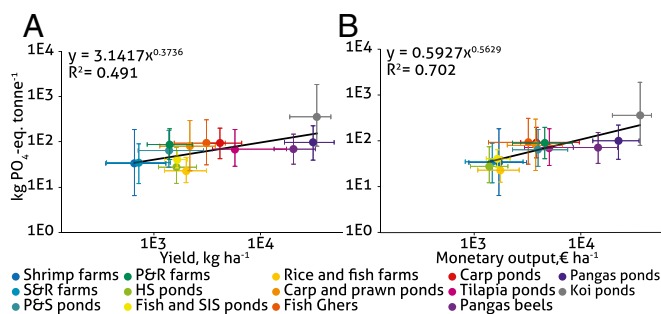 A
B
y = 3.1417x^0.3736
R² = 0.491
y = 0.5927x^0.5629
R² = 0.702
kg PO4-eq. tonne-1
1E4
1E3
1E2
1E1
1E0
1E3
1E4
1E4
1E3
1E2
1E1
1E0
1E3
1E4
Yield, kg ha-1
Monetary output,€ ha-1
Shrimp farms
P&R farms
Rice and fish farms
Carp ponds
Pangas ponds
S&R farms
HS ponds
Carp and prawn ponds
Tilapia ponds
Koi ponds
P&S ponds
Fish and SIS ponds
Fish Ghers
Pangas beels